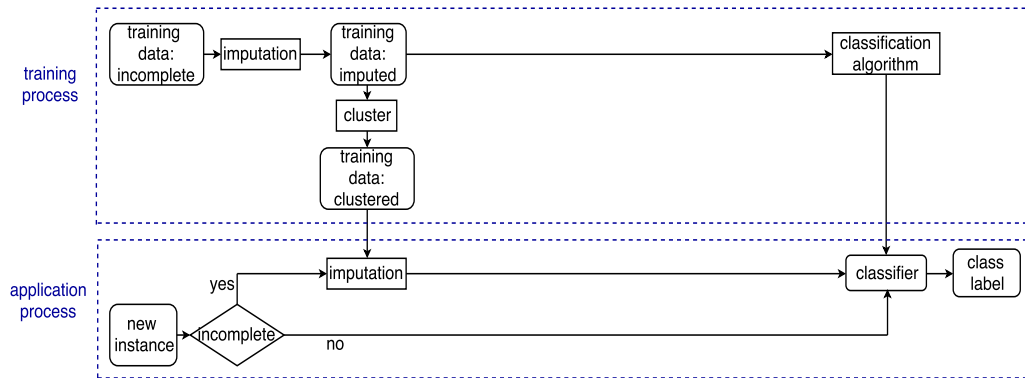 training
process
training
data:
incomplete
imputation
training
data:
imputed
classification
algorithm
cluster
training
data:
clustered
application
process
yes
imputation
classifier
class
label
new
instance
incomplete
no